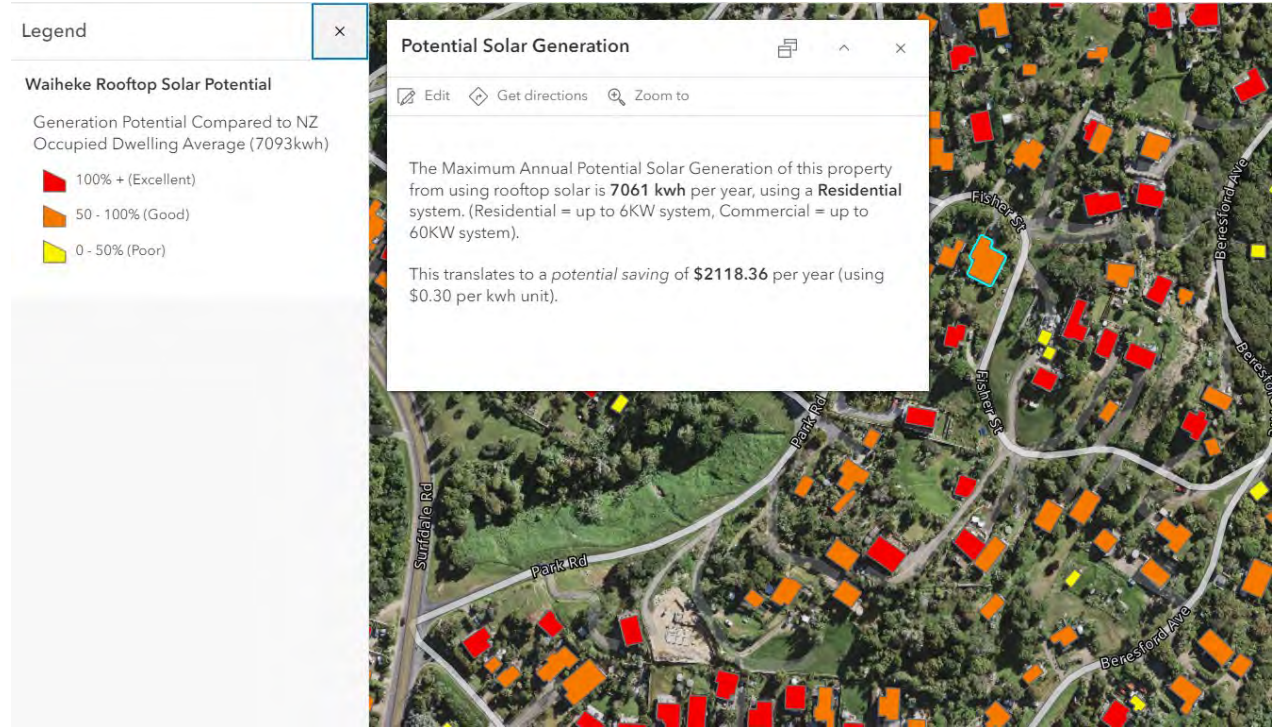 Legend
Waiheke Rooftop Solar Potential
Generation Potential Compared to NZ
Occupied Dwelling Average (7093kwh)
100% + (Excellent)
50 - 100% (Good)
0 - 50% (Poor)
Potential Solar Generation
Edit Get directions Zoom to
The Maximum Annual Potential Solar Generation of this property
from using rooftop solar is 7061 kwh per year, using a Residential
system. (Residential = up to 6KW system, Commercial = up to
60KW system).
This translates to a potential saving of $2118.36 per year (using
$0.30 per kwh unit).
Fisher St
Beresford Ave
Fisher St
Park Rd
Surfdale Rd
Park Rd
Beresford Ave